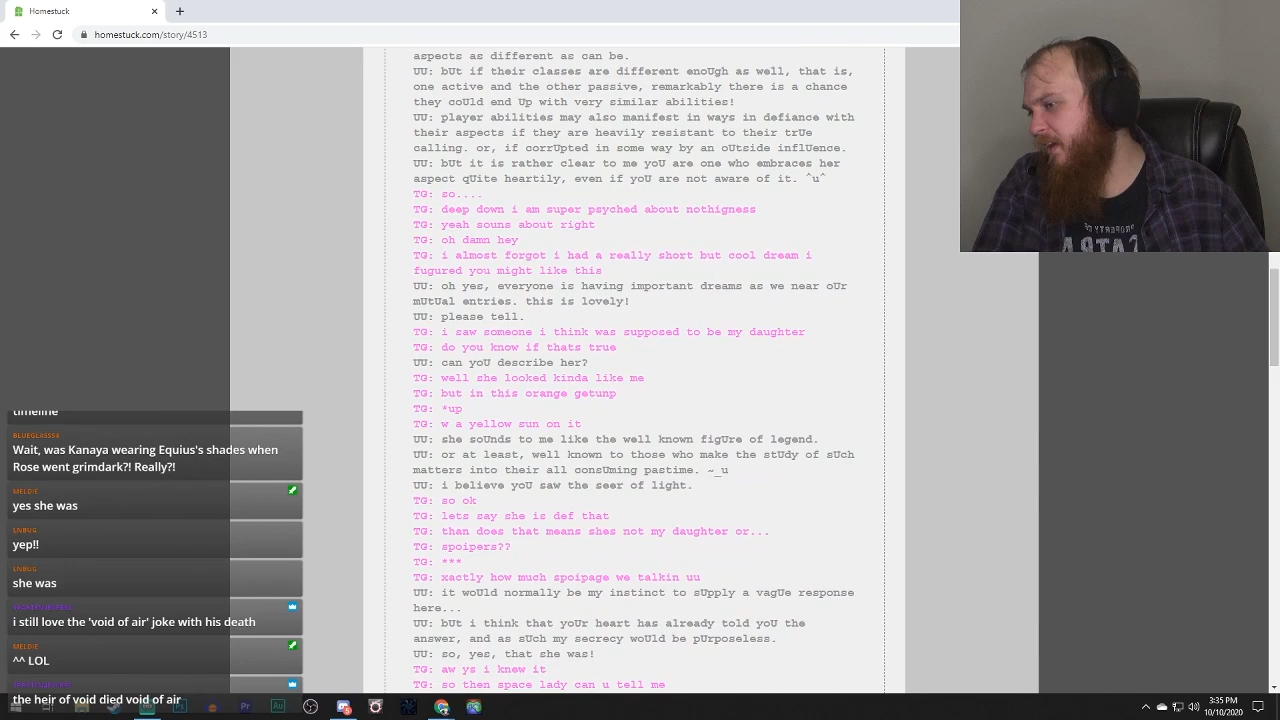 Homestuck
homestuck.com/story/4513
aspects as different as can be.
UU: bUt if their classes are different enoUgh as well, that is,
one active and the other passive, remarkably there is a chance
they coUld end Up with very similar abilities!
UU: player abilities may also manifest in ways in defiance with
their aspects if they are heavily resistant to their trUe
calling. or, if corrUpted in some way by an oUtside inflUence.
UU: bUt it is rather clear to me yoU are one who embraces her
aspect qUite heartily, even if yoU are not aware of it. ^u^
TG: so....
TG: deep down i am super psyched about nothigness
TG: yeah souns about right
TG: oh damn hey
TG: i almost forgot i had a really short but cool dream i
fugured you might like this
UU: oh yes, everyone is having important dreams as we near oUr
mUtUal entries. this is lovely!
UU: please tell.
TG: i saw someone i think was supposed to be my daughter
TG: do you know if thats true
UU: can yoU describe her?
TG: well she looked kinda like me
TG: but in this orange getunp
TG: *up
TG: w a yellow sun on it
UU: she soUnds to me like the well known figUre of legend.
UU: or at least, well known to those who make the stUdy of sUch
matters into their all consUming pastime. ~_u
UU: i believe yoU saw the seer of light.
TG: so ok
TG: lets say she is def that
TG: than does that means shes not my daughter or...
TG: spoipers??
TG: ***
TG: xactly how much spoipage we talkin uu
UU: it woUld normally be my instinct to sUpply a vagUe response
here...
UU: bUt i think that yoUr heart has already told yoU the
answer, and as sUch my secrecy woUld be pUrposeless.
UU: so, yes, that she was!
TG: aw ys i knew it
TG: so then space lady can u tell me
timeline
Wait, was Kanaya wearing Equius's shades when
Rose went grimdark?! Really?!
MELDIE
yes she was
LNBUG
yep!!
LNBUG
she was
i still love the 'void of air' joke with his death
MELDIE
^^ LOL
the heir of void died void of air
PROPERTY OF
3:35 PM
10/10/2020